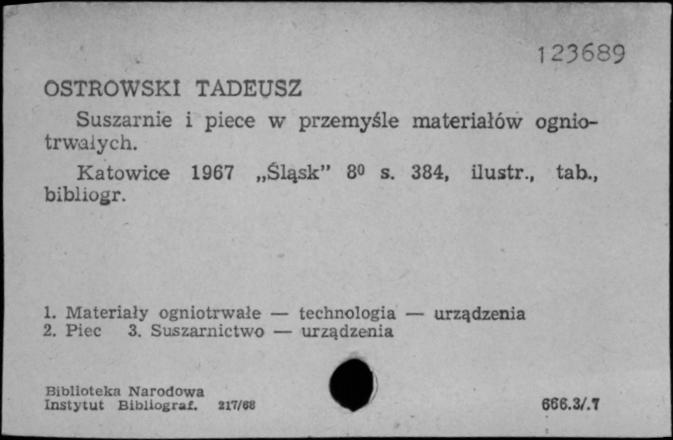 123689
OSTROWSKI TADEUSZ
Suszarnie i piece w przemyśle materiałów ognio-
trwałych.
Katowice 1967 „Śląsk” 8⁰ s. 384, ilustr., tab.,
bibliogr.
1. Materiały ogniotrwałe — technologia — urządzenia
2. Piec 3. Suszarnictwo — urządzenia
Biblioteka Narodowa
Instytut Bibliograf. 217/68
666.3/.7